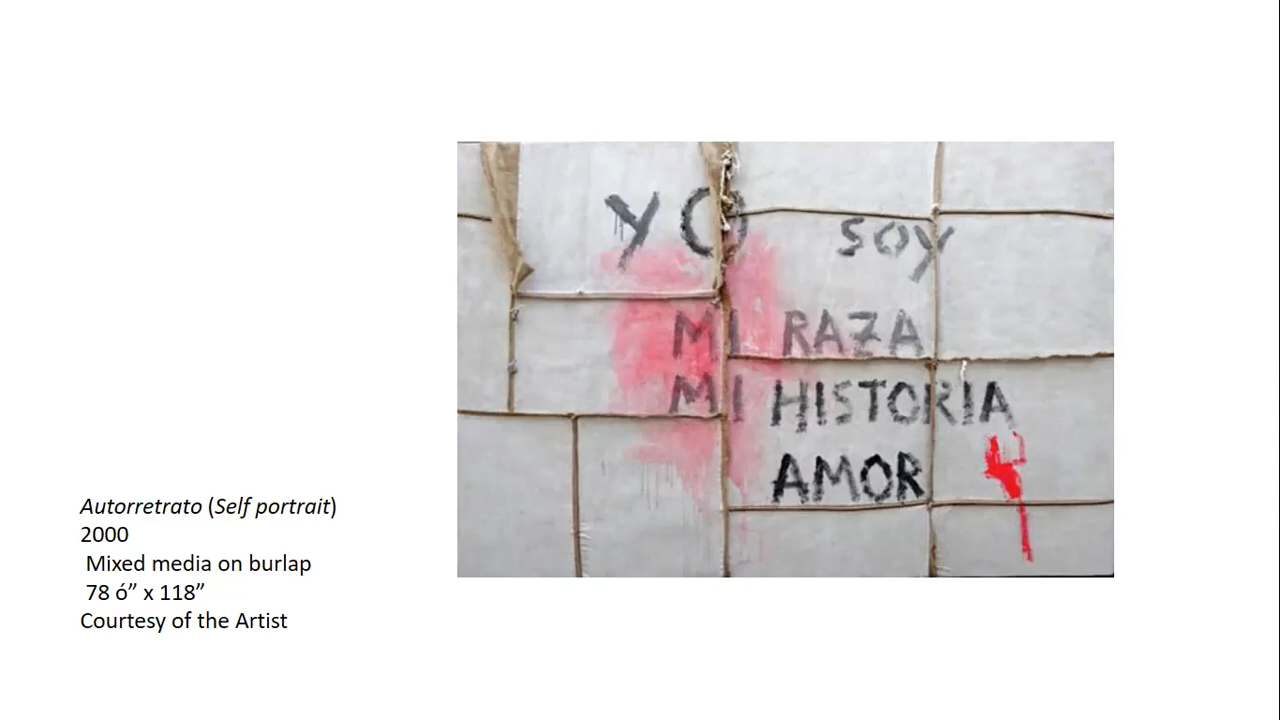 YO SOY
MI RAZA
MI HISTORIA
AMOR 4
Autorretrato (Self portrait)
2000
Mixed media on burlap
78 ó” x 118”
Courtesy of the Artist